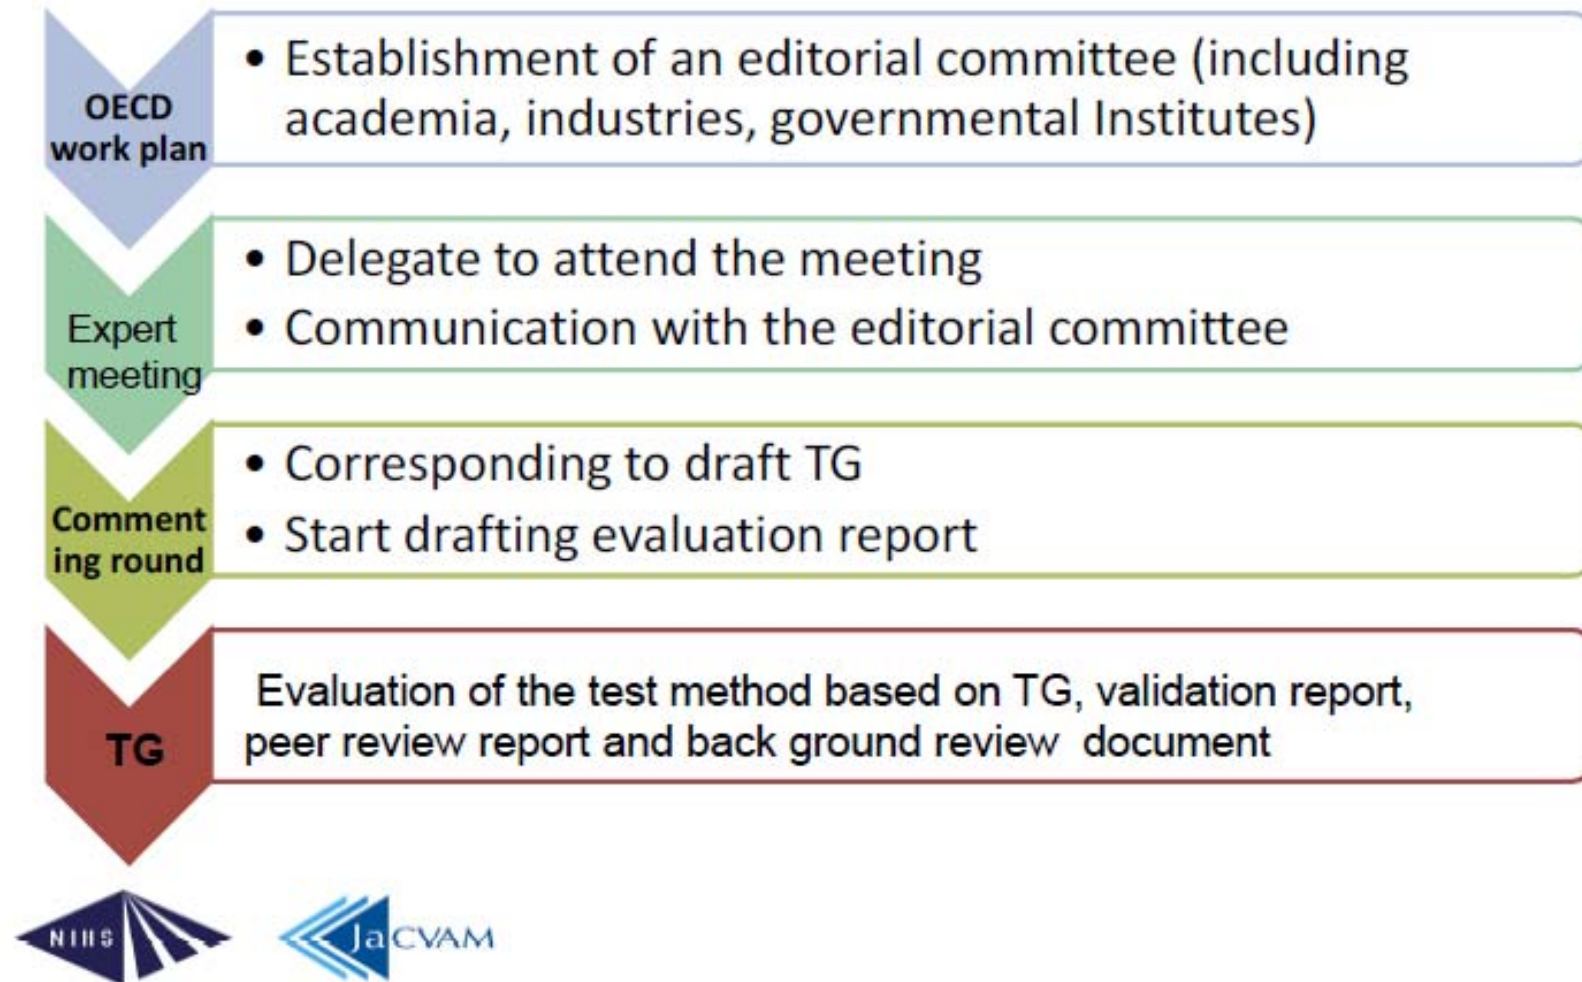 OECD
work plan
• Establishment of an editorial committee (including
academia, industries, governmental Institutes)
Expert
meeting
• Delegate to attend the meeting
• Communication with the editorial committee
Comment
ing round
• Corresponding to draft TG
• Start drafting evaluation report
TG
Evaluation of the test method based on TG, validation report,
peer review report and back ground review document
NIHS
JaCVAM